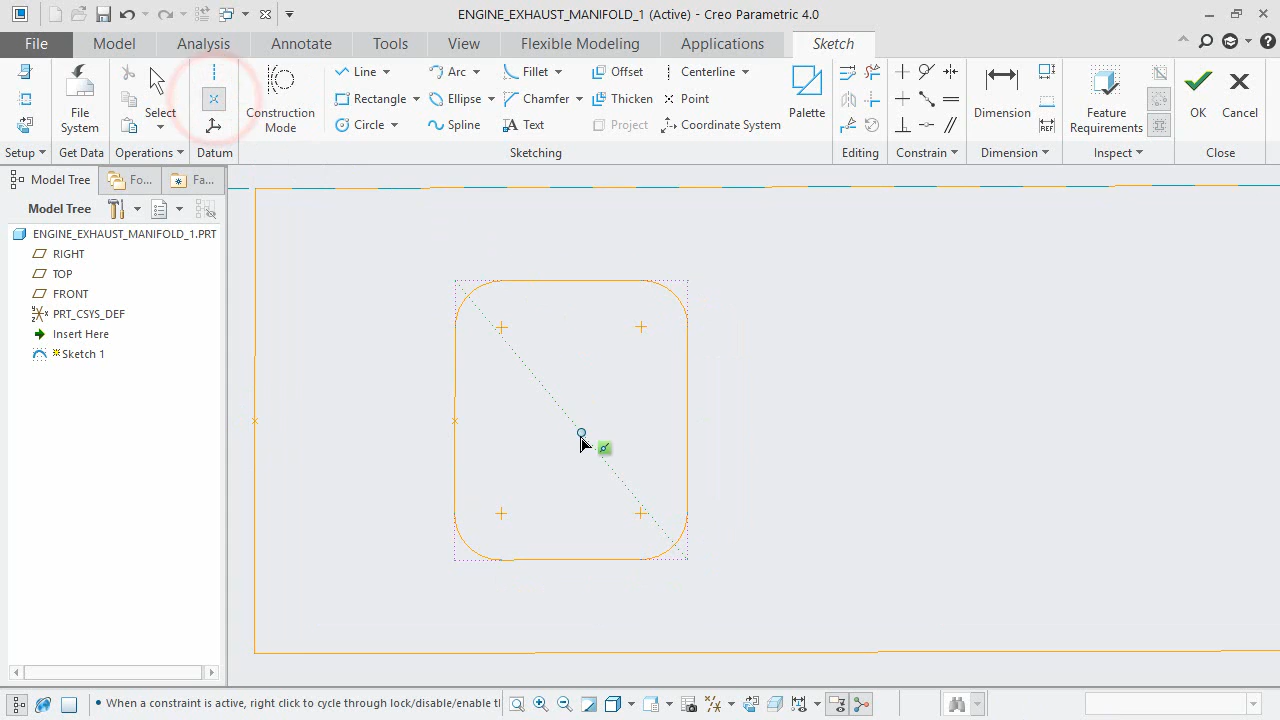 ENGINE_EXHAUST_MANIFOLD_1 (Active) - Creo Parametric 4.0
File Model Analysis Annotate Tools View Flexible Modeling Applications Sketch
File System
Select
Construction Mode
Line
Arc
Fillet
Offset
Centerline
Rectangle
Ellipse
Chamfer
Thicken
Point
Circle
Spline
Text
Project
Coordinate System
Palette
Dimension
REF
Feature Requirements
OK
Cancel
Setup Get Data Operations Datum Sketching Editing Constrain Dimension Inspect Close
Model Tree Fo... Fa...
Model Tree
ENGINE_EXHAUST_MANIFOLD_1.PRT
RIGHT
TOP
FRONT
PRT_CSYS_DEF
Insert Here
Sketch 1
• When a constraint is active, right click to cycle through lock/disable/enable tl